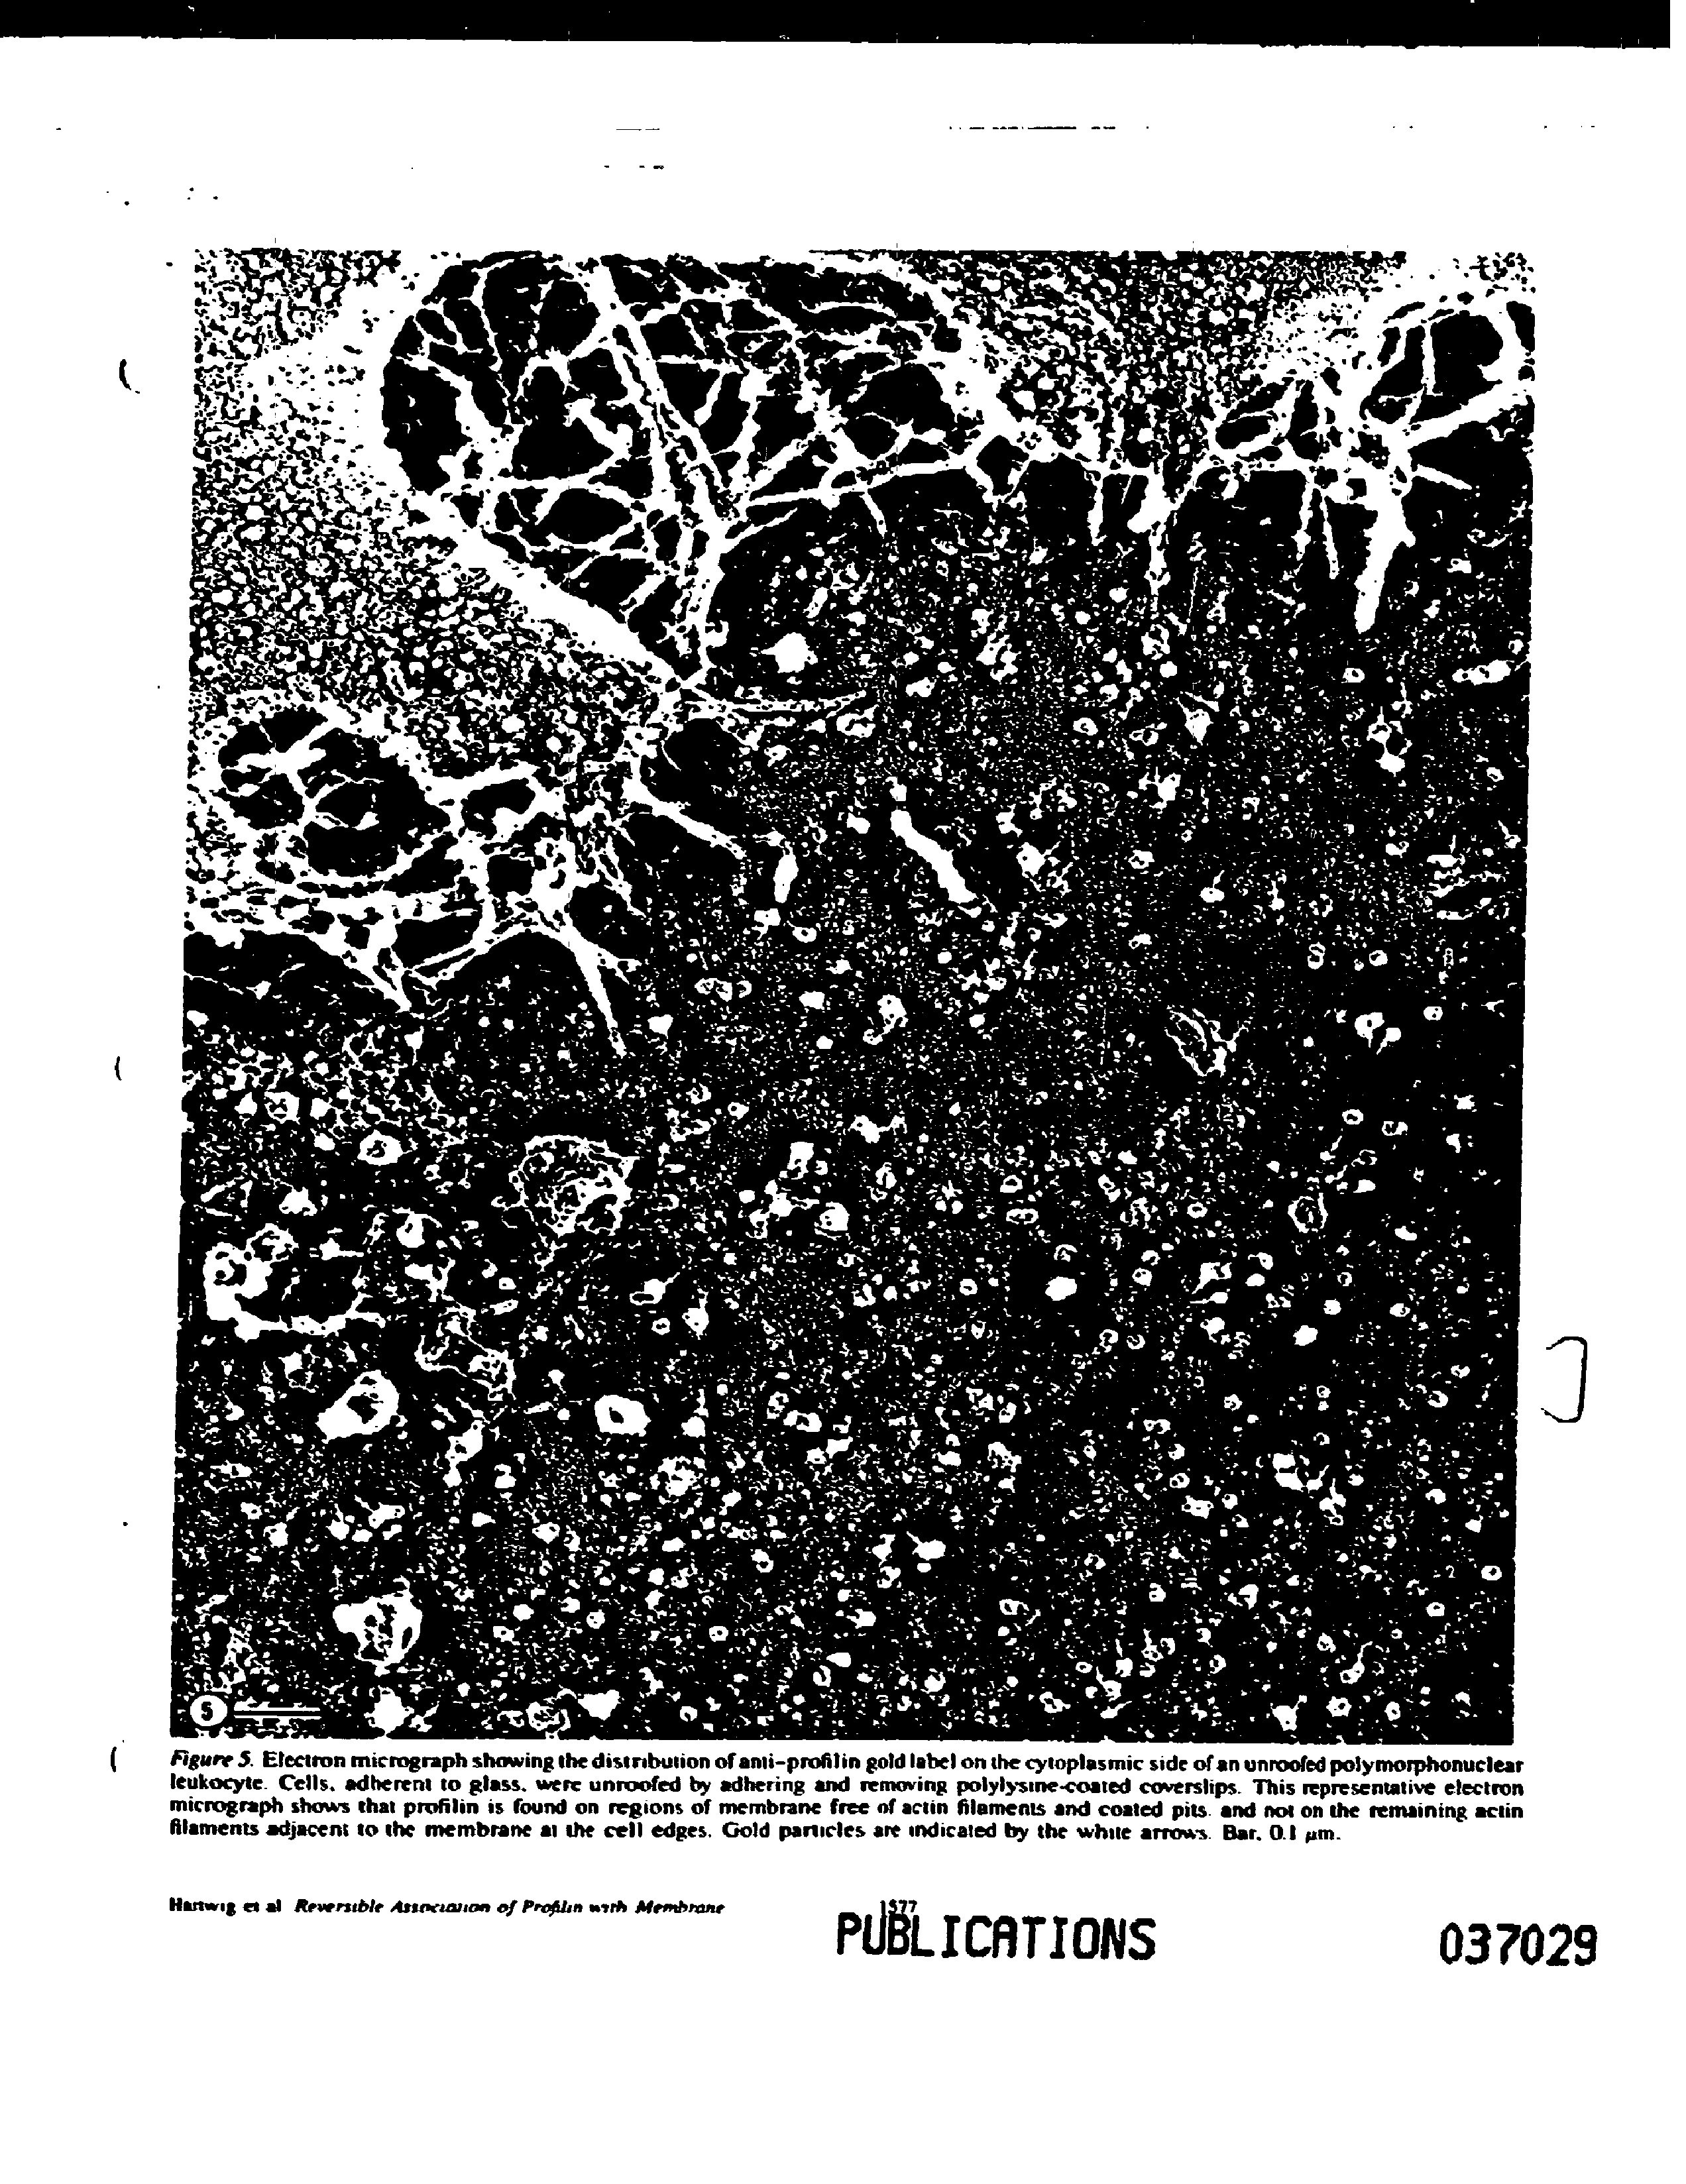 5
Figure 5. Electron micrograph showing the distribution of anti-profilin gold label on the cytoplasmic side of an unroofed polymorphonuclear
leukocyte. Cells, adherent to glass, were unroofed by adhering and removing polylysine-coated coverslips. This representative electron
micrograph shows that profilin is found on regions of membrane free of actin filaments and coated pits, and not on the remaining actin
filaments adjacent to the membrane at the cell edges. Gold particles are indicated by the white arrows. Bar, 0.1 μm.
Hartwig et al Reversible Association of Profilin with Membrane
1577
PUBLICATIONS
037029